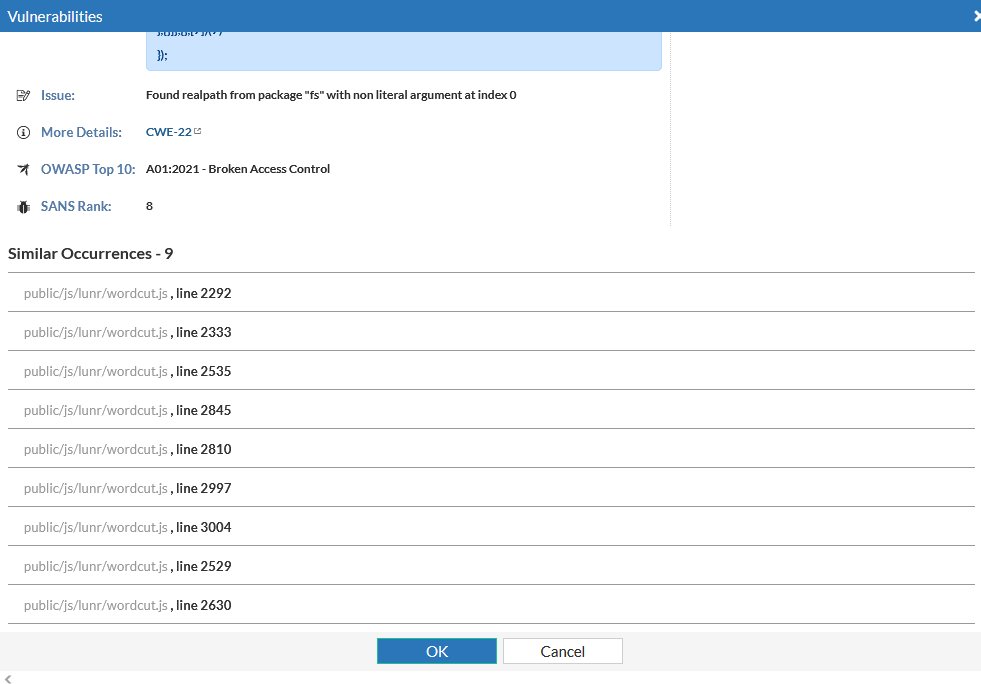 Vulnerabilities
});
Issue: Found realpath from package "fs" with non literal argument at index 0
More Details: CWE-22
OWASP Top 10: A01:2021 - Broken Access Control
SANS Rank: 8
Similar Occurrences - 9
public/js/lunr/wordcut.js , line 2292
public/js/lunr/wordcut.js , line 2333
public/js/lunr/wordcut.js , line 2535
public/js/lunr/wordcut.js , line 2845
public/js/lunr/wordcut.js , line 2810
public/js/lunr/wordcut.js , line 2997
public/js/lunr/wordcut.js , line 3004
public/js/lunr/wordcut.js , line 2529
public/js/lunr/wordcut.js , line 2630
OK Cancel